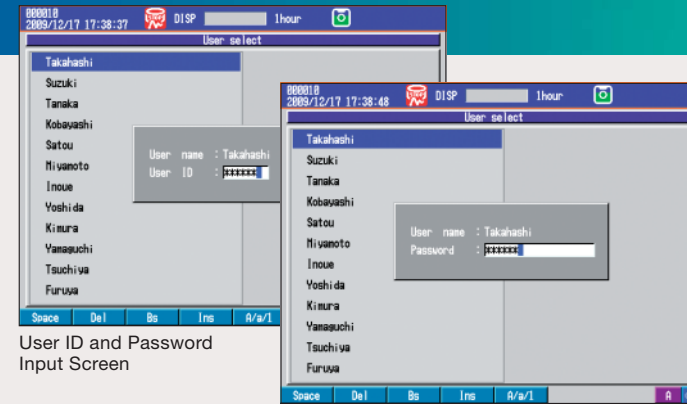 000010
2009/12/17 17:38:37
DISP
1hour
User select
Takahashi
Suzuki
Tanaka
Kobayashi
Satou
Miyamoto
Inoue
Yoshida
Kimura
Yamaguchi
Tsuchiya
Furuya
User name : Takahashi
User ID : ******
Space Del Bs Ins A/a/1
User ID and Password
Input Screen
000010
2009/12/17 17:38:48
DISP
1hour
User select
Takahashi
Suzuki
Tanaka
Kobayashi
Satou
Miyamoto
Inoue
Yoshida
Kimura
Yamaguchi
Tsuchiya
Furuya
User name : Takahashi
Password : ******
Space Del Bs Ins A/a/1 A